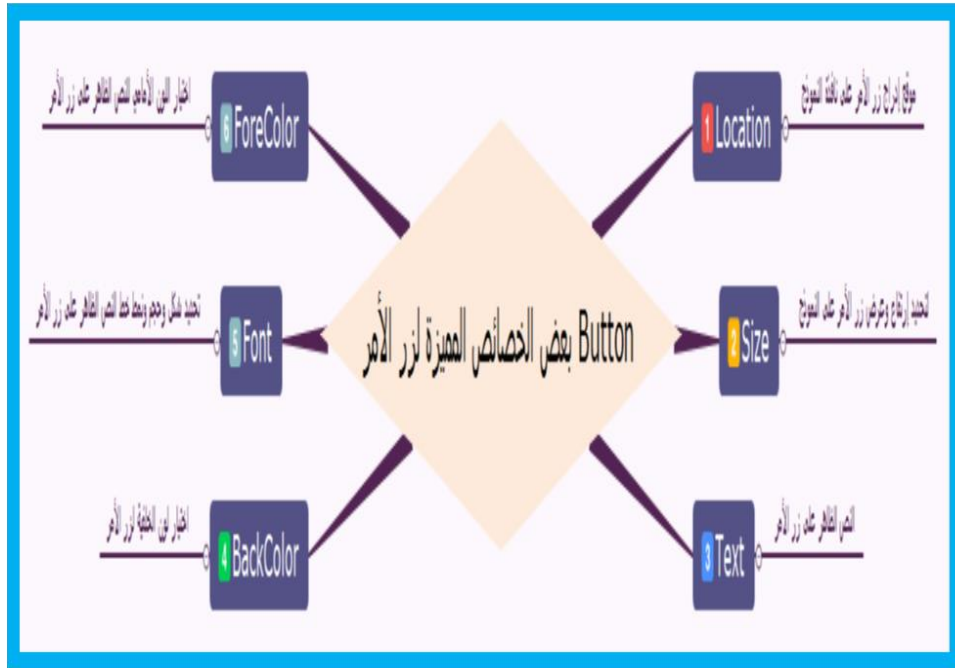 بعض الخصائص المميزة لزر الأمر Button
1 Location
موقع إدراج زر الأمر على نافذة النموذج
2 Size
لتحديد إرتفاع وعرض زر الأمر على النموذج
3 Text
النص الظاهر على زر الأمر
4 BackColor
اختيار لون الخلفية لزر الأمر
5 Font
تحديد شكل وحجم ونمط خط النص الظاهر على زر الأمر
6 ForeColor
اختيار اللون الأمامي للنص الظاهر على زر الأمر